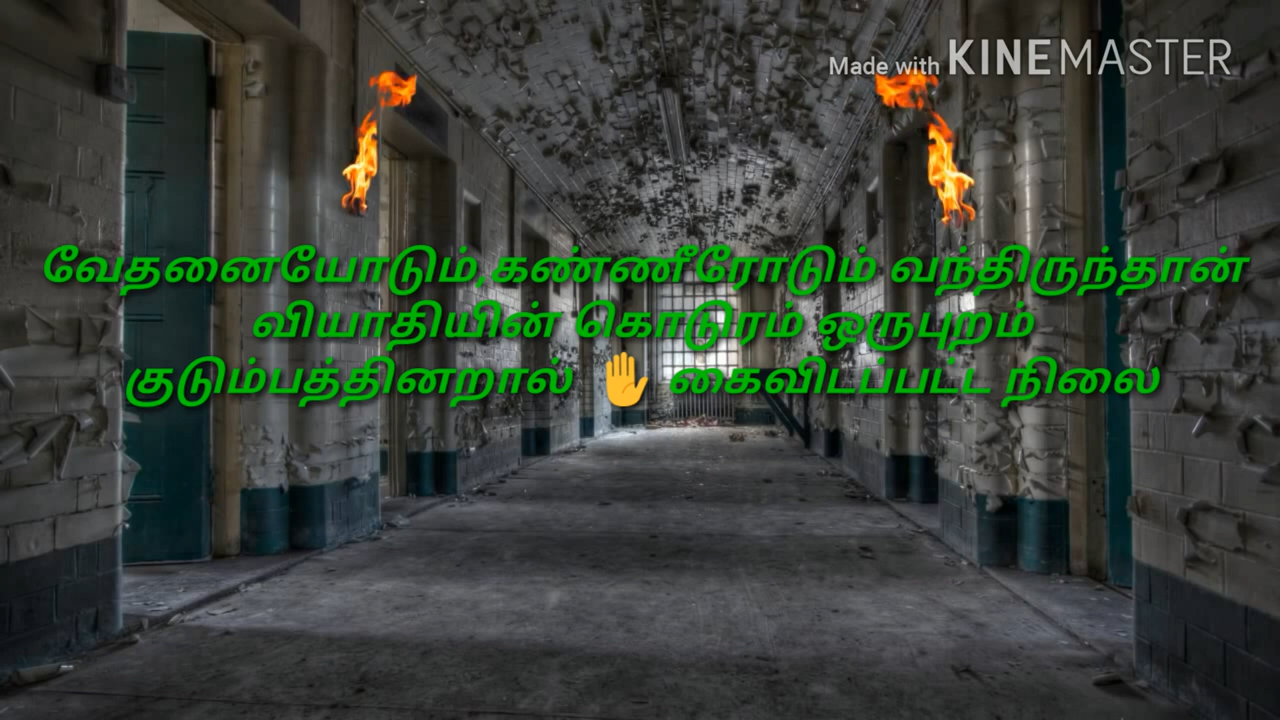 Made with KINEMASTER
வேதனையோடும்,கண்ணீரோடும் வந்திருந்தான்
வியாதியின் கொடுரம் ஒருபுறம்
குடும்பத்தினறால் ✋ கைவிடப்பட்ட நிலை